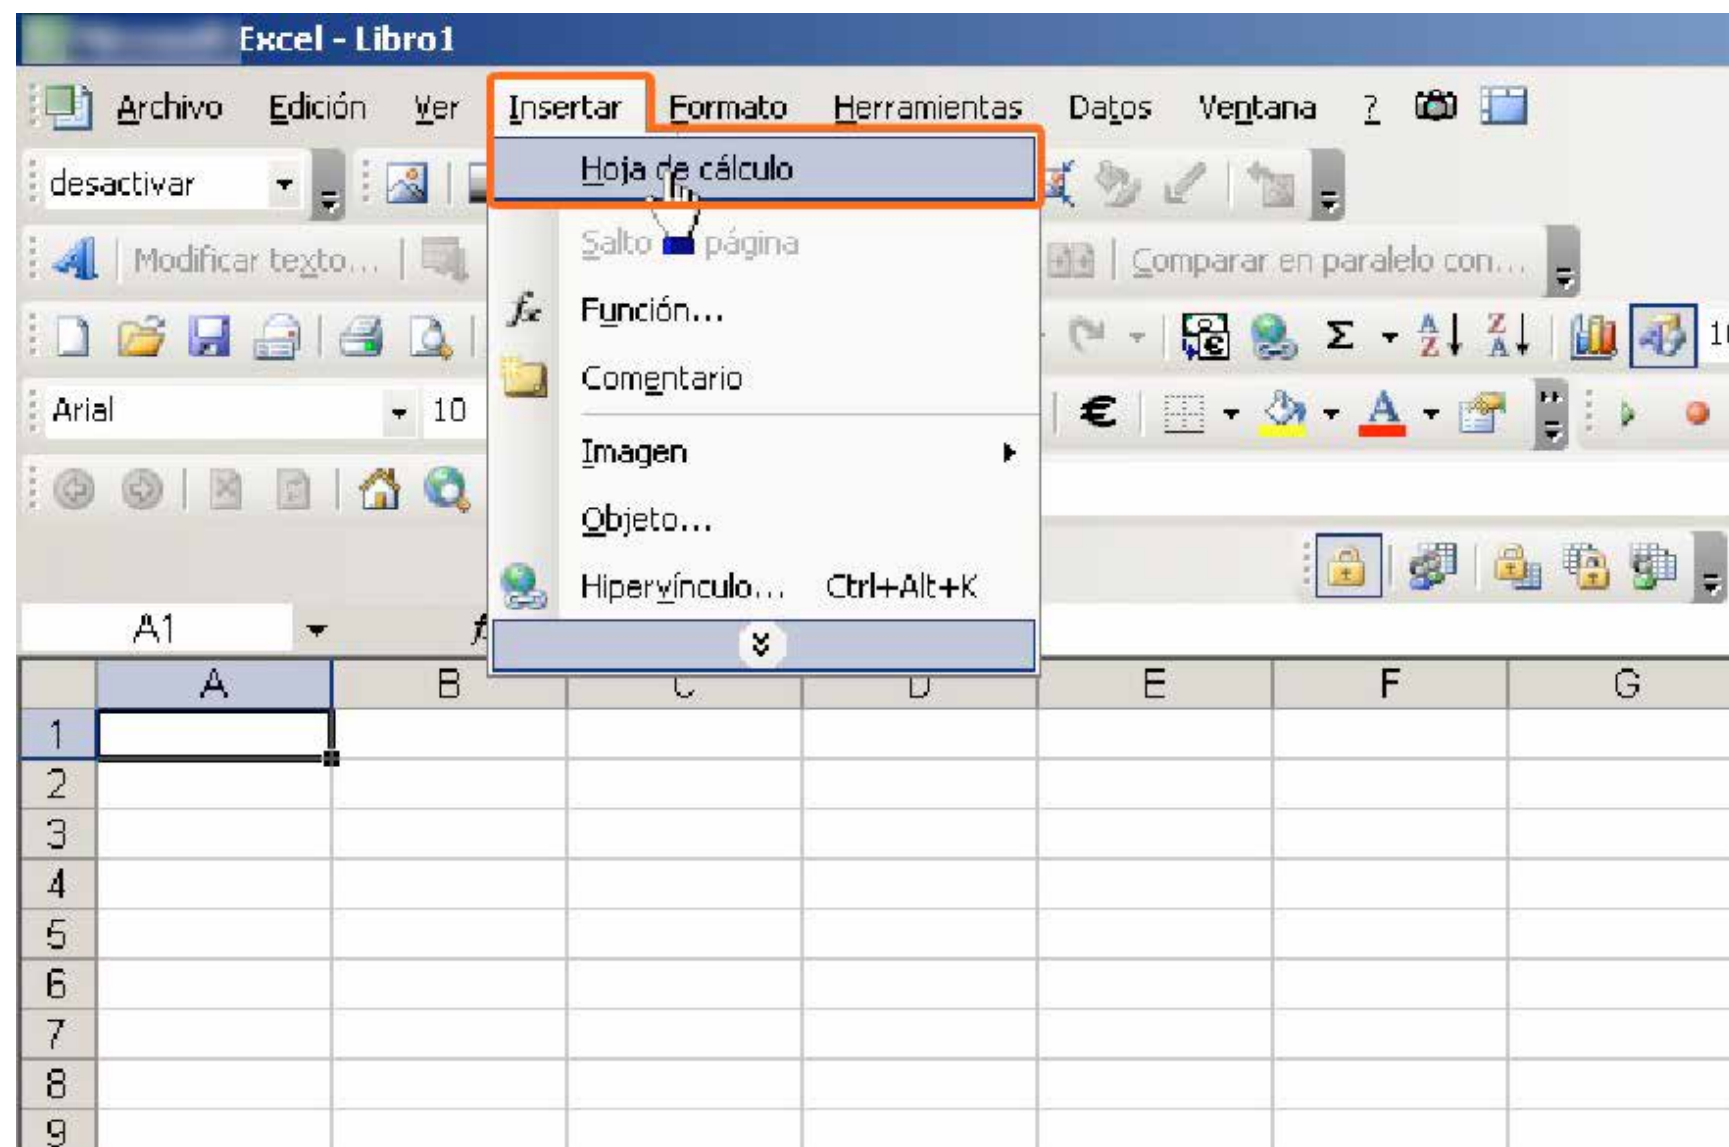 Excel - Libro1
Archivo Edición Ver Insertar Formato Herramientas Datos Ventana ?
desactivar
Hoja de cálculo
Salto página
Modificar texto...
Comparar en paralelo con...
Función...
Σ A Z Z A
Comentario
Arial 10
€ A
Imagen
Objeto...
Hipervínculo... Ctrl+Alt+K
A1
A B E F G
1
2
3
4
5
6
7
8
9